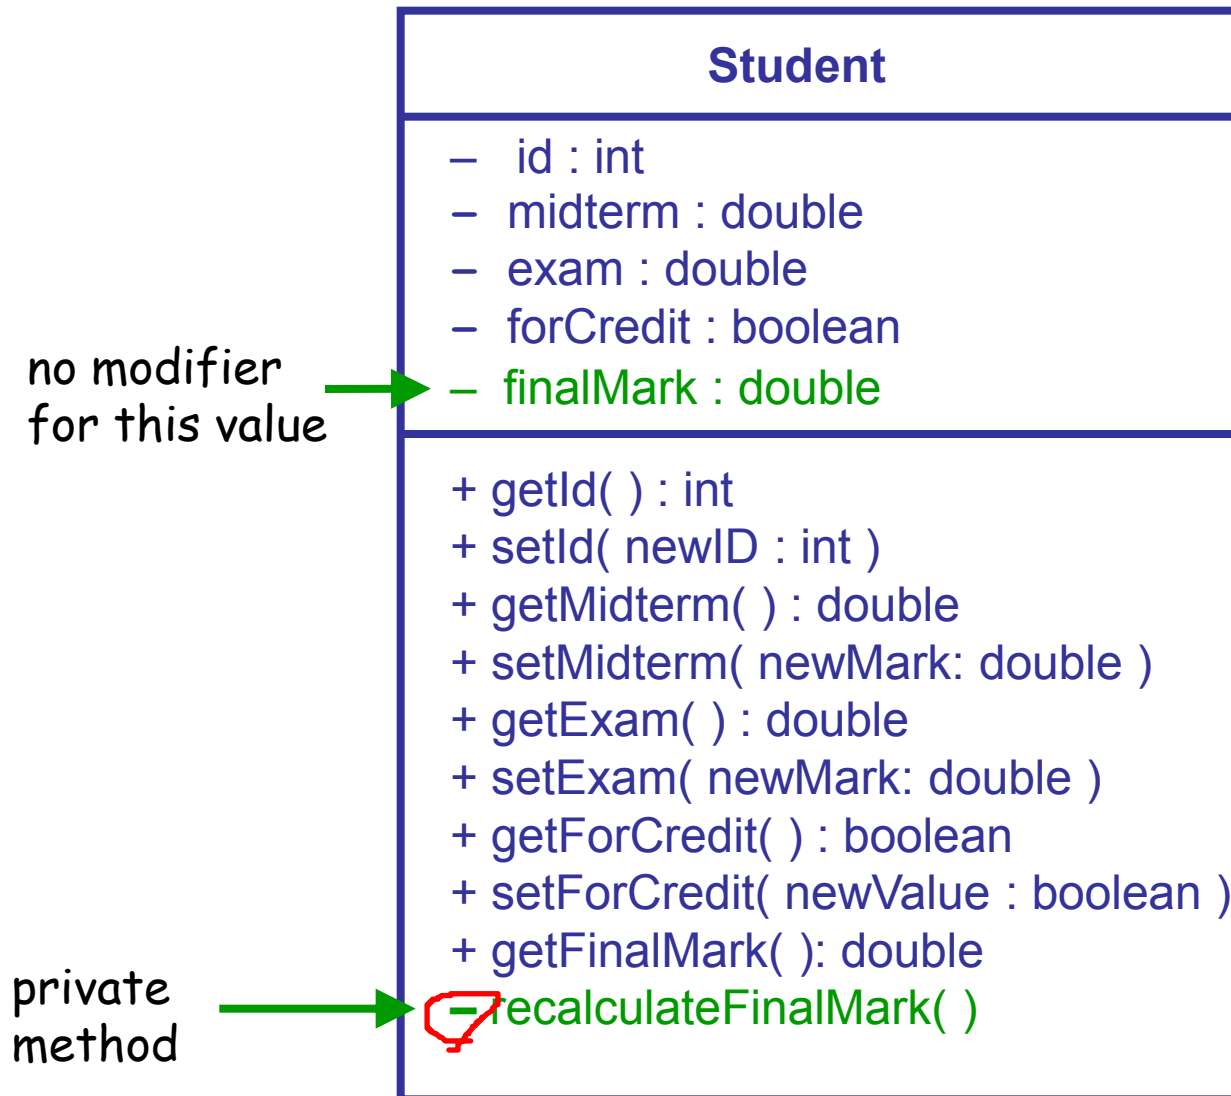 Student
– id : int
– midterm : double
– exam : double
– forCredit : boolean
no modifier
for this value
– finalMark : double
+ getId( ) : int
+ setId( newID : int )
+ getMidterm( ) : double
+ setMidterm( newMark: double )
+ getExam( ) : double
+ setExam( newMark: double )
+ getForCredit( ) : boolean
+ setForCredit( newValue : boolean )
+ getFinalMark( ): double
private
method
– recalculateFinalMark( )